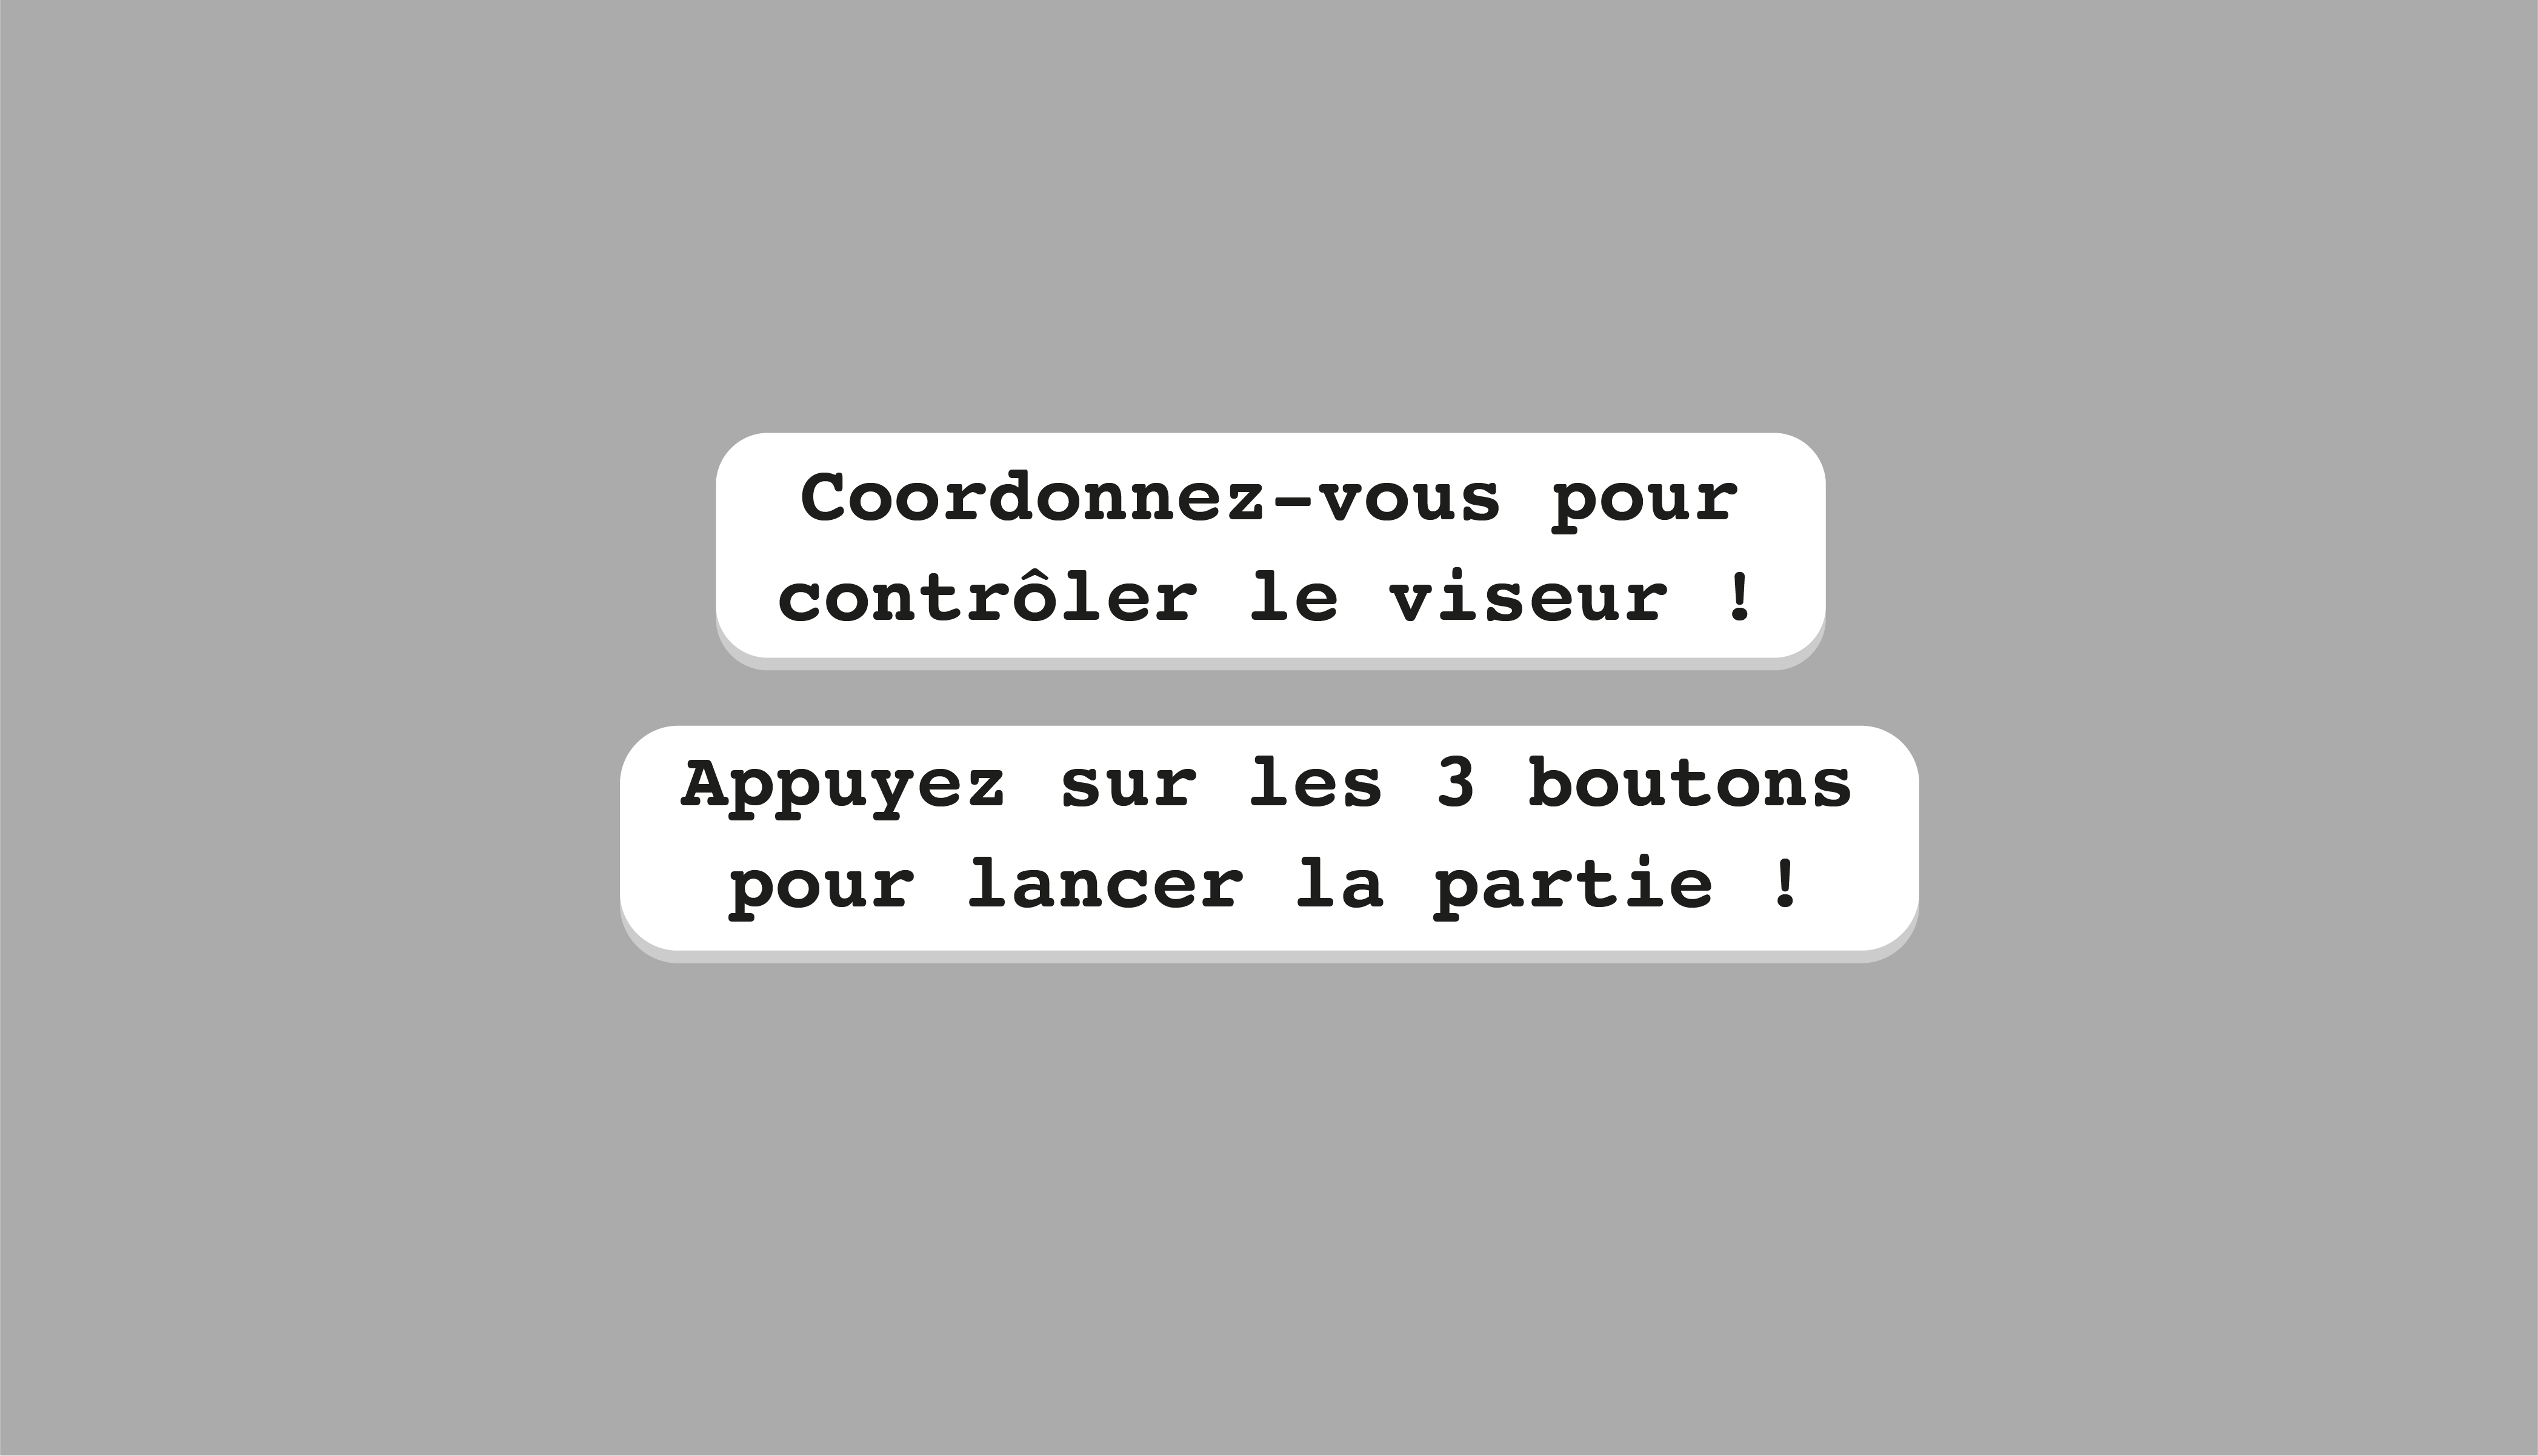 Coordonnez-vous pour
contrôler le viseur !
Appuyez sur les 3 boutons
pour lancer la partie !